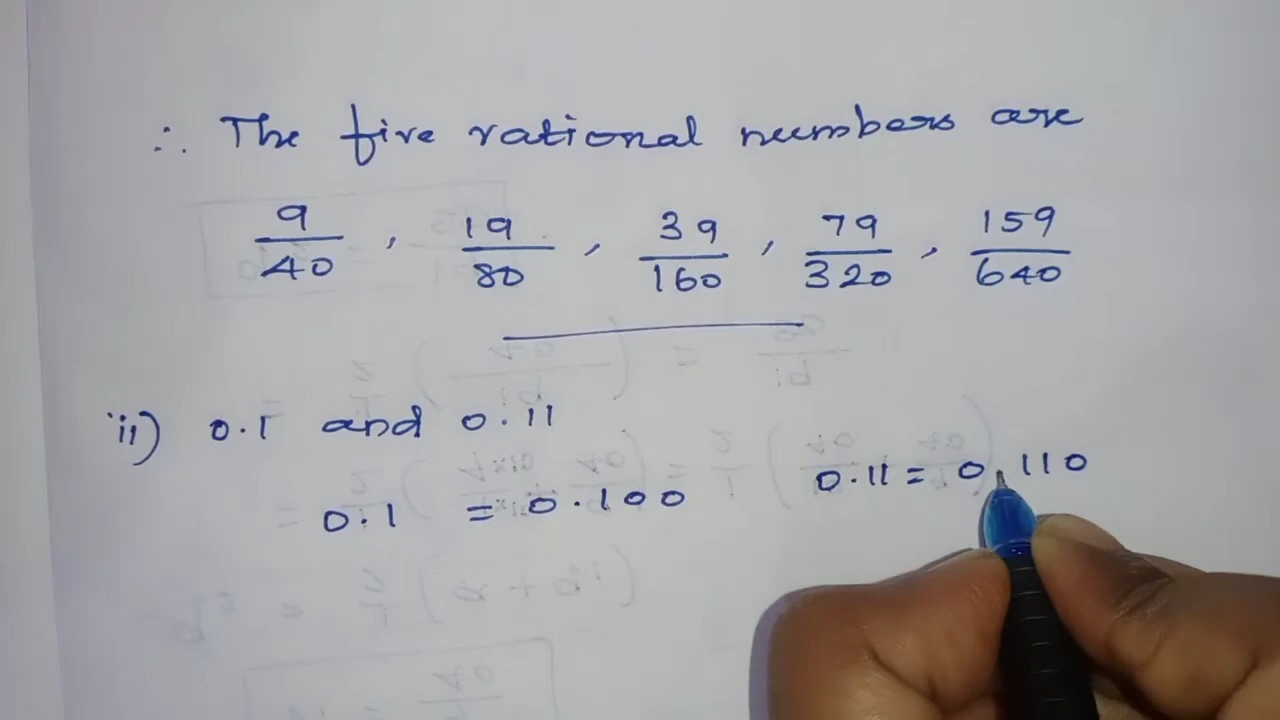 ∴ The five rational numbers are
9/40 , 19/80 , 39/160 , 79/320 , 159/640
ii) 0.1 and 0.11
0.1 = 0.100 0.11 = 0.110